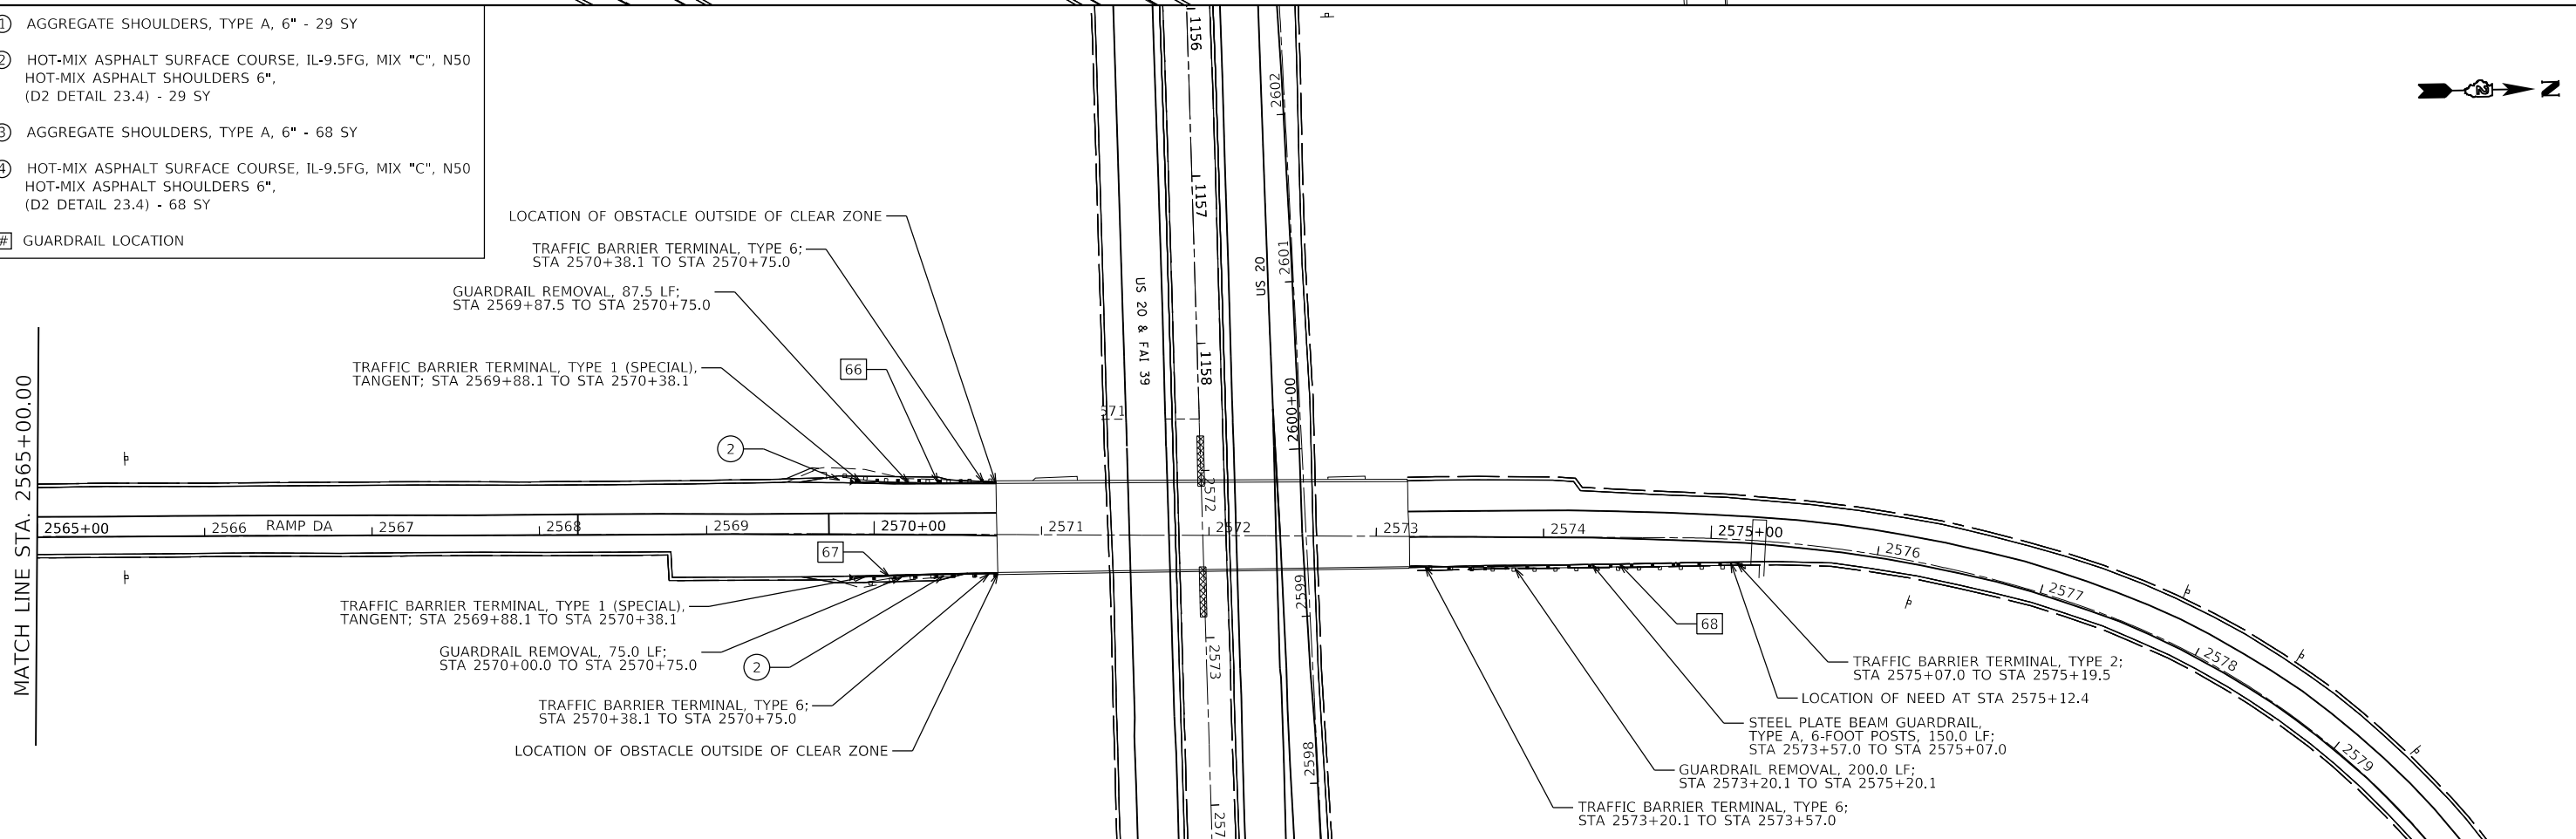 ① AGGREGATE SHOULDERS, TYPE A, 6" - 29 SY
② HOT-MIX ASPHALT SURFACE COURSE, IL-9.5FG, MIX "C", N50
HOT-MIX ASPHALT SHOULDERS 6",
(D2 DETAIL 23.4) - 29 SY
③ AGGREGATE SHOULDERS, TYPE A, 6" - 68 SY
④ HOT-MIX ASPHALT SURFACE COURSE, IL-9.5FG, MIX "C", N50
HOT-MIX ASPHALT SHOULDERS 6",
(D2 DETAIL 23.4) - 68 SY
# GUARDRAIL LOCATION
N
LOCATION OF OBSTACLE OUTSIDE OF CLEAR ZONE
TRAFFIC BARRIER TERMINAL, TYPE 6;
STA 2570+38.1 TO STA 2570+75.0
GUARDRAIL REMOVAL, 87.5 LF;
STA 2569+87.5 TO STA 2570+75.0
TRAFFIC BARRIER TERMINAL, TYPE 1 (SPECIAL),
TANGENT; STA 2569+88.1 TO STA 2570+38.1
66
2
1156
1157
1158
US 20 & FAI 39
US 20
2602
2601
2600+00
2599
2598
571
2572
2573
257
MATCH LINE STA. 2565+00.00
2565+00
2566
RAMP DA
2567
2568
2569
2570+00
2571
2572
2573
2574
2575+00
2576
2577
2578
2579
67
TRAFFIC BARRIER TERMINAL, TYPE 1 (SPECIAL),
TANGENT; STA 2569+88.1 TO STA 2570+38.1
GUARDRAIL REMOVAL, 75.0 LF;
STA 2570+00.0 TO STA 2570+75.0
2
TRAFFIC BARRIER TERMINAL, TYPE 6;
STA 2570+38.1 TO STA 2570+75.0
LOCATION OF OBSTACLE OUTSIDE OF CLEAR ZONE
68
TRAFFIC BARRIER TERMINAL, TYPE 2;
STA 2575+07.0 TO STA 2575+19.5
LOCATION OF NEED AT STA 2575+12.4
STEEL PLATE BEAM GUARDRAIL,
TYPE A, 6-FOOT POSTS, 150.0 LF;
STA 2573+57.0 TO STA 2575+07.0
GUARDRAIL REMOVAL, 200.0 LF;
STA 2573+20.1 TO STA 2575+20.1
TRAFFIC BARRIER TERMINAL, TYPE 6;
STA 2573+20.1 TO STA 2573+57.0